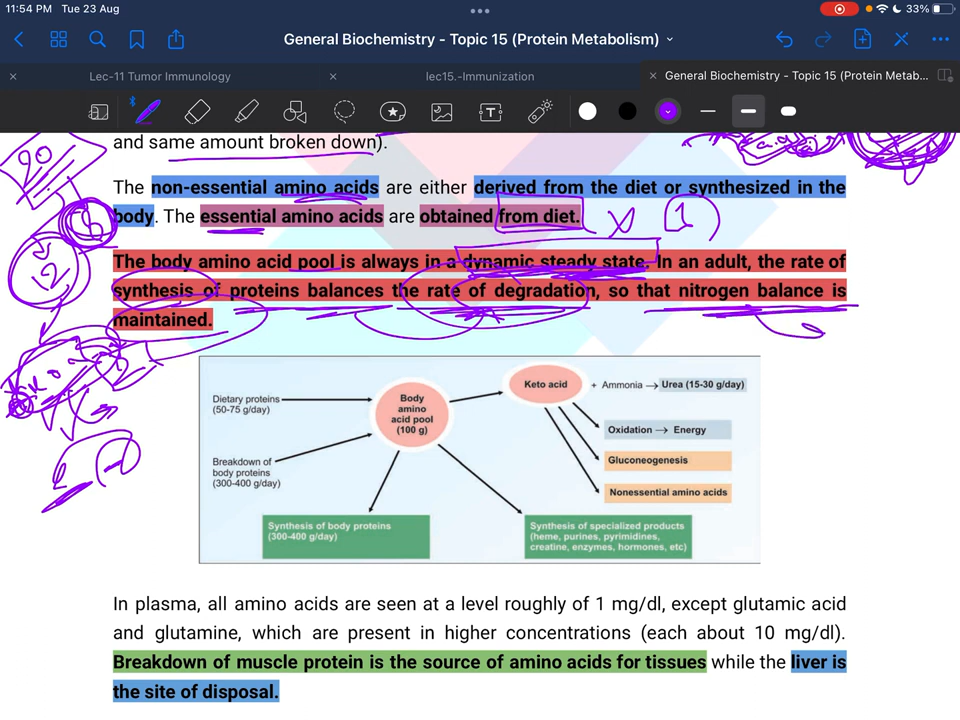 11:54 PM Tue 23 Aug
33%
General Biochemistry - Topic 15 (Protein Metabolism)
Lec-11 Tumor Immunology
lec15.-Immunization
General Biochemistry - Topic 15 (Protein Metab...
and same amount broken down).
20
The non-essential amino acids are either derived from the diet or synthesized in the
body. The essential amino acids are obtained from diet.
The body amino acid pool is always in a dynamic steady state. In an adult, the rate of
synthesis of proteins balances the rate of degradation, so that nitrogen balance is
maintained.
Dietary proteins
(50-75 g/day)
Body
amino
acid pool
(100 g)
Keto acid
+ Ammonia → Urea (15-30 g/day)
Oxidation → Energy
Gluconeogenesis
Nonessential amino acids
Breakdown of
body proteins
(300-400 g/day)
Synthesis of body proteins
(300-400 g/day)
Synthesis of specialized products
(heme, purines, pyrimidines,
creatine, enzymes, hormones, etc)
In plasma, all amino acids are seen at a level roughly of 1 mg/dl, except glutamic acid
and glutamine, which are present in higher concentrations (each about 10 mg/dl).
Breakdown of muscle protein is the source of amino acids for tissues while the liver is
the site of disposal.